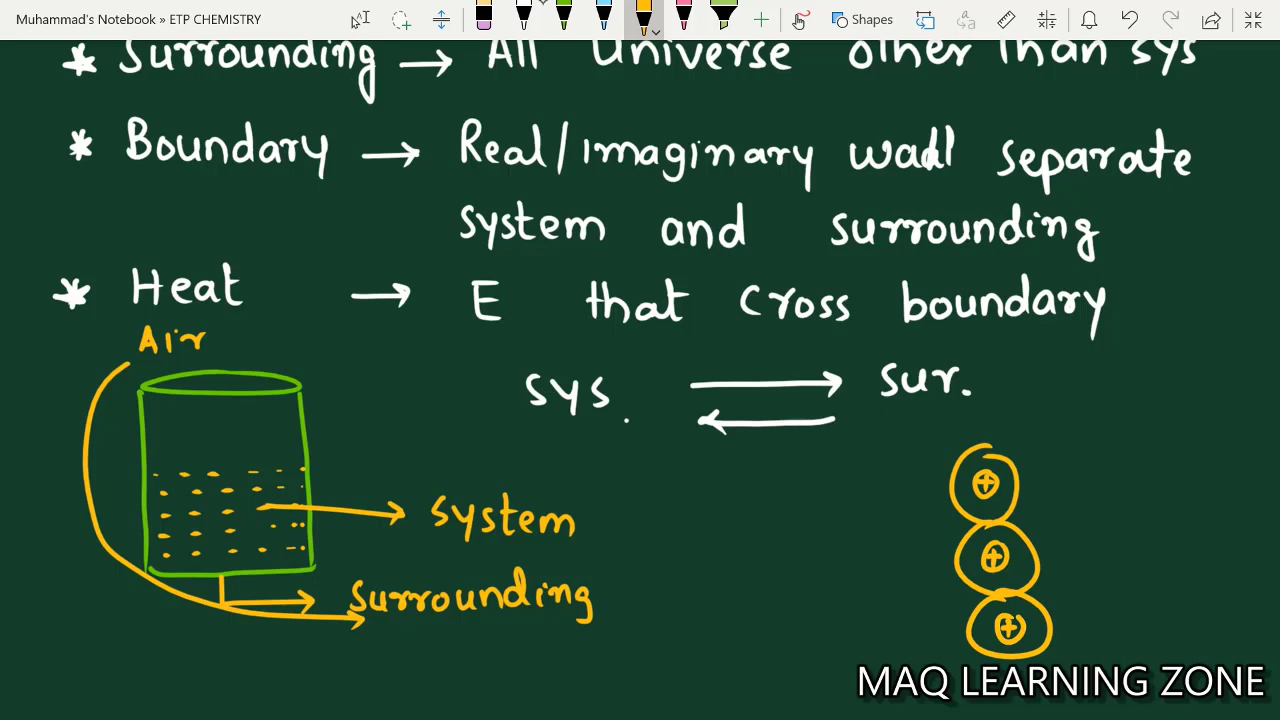 Muhammad's Notebook » ETP CHEMISTRY
Shapes
* Surrounding → All Universe other than sys
* Boundary → Real/imaginary wall separate
system and surrounding
* Heat → E that cross boundary
Air
sys. ⇄ sur.
system
surrounding
+
+
+
MAQ LEARNING ZONE